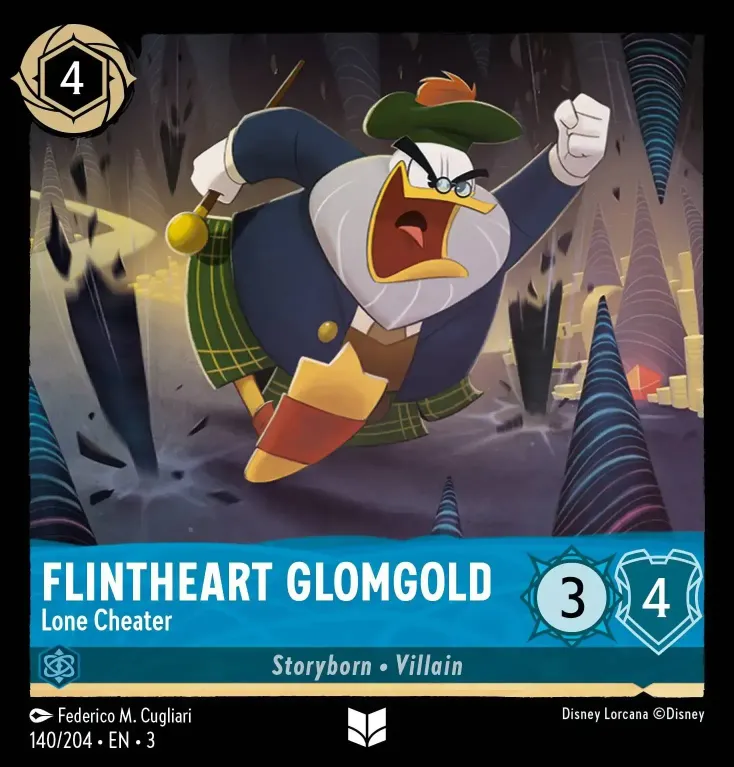 4
FLINTHEART GLOMGOLD
Lone Cheater
3
4
Storyborn • Villain
Federico M. Cugliari
Disney Lorcana ©Disney
140/204 • EN • 3